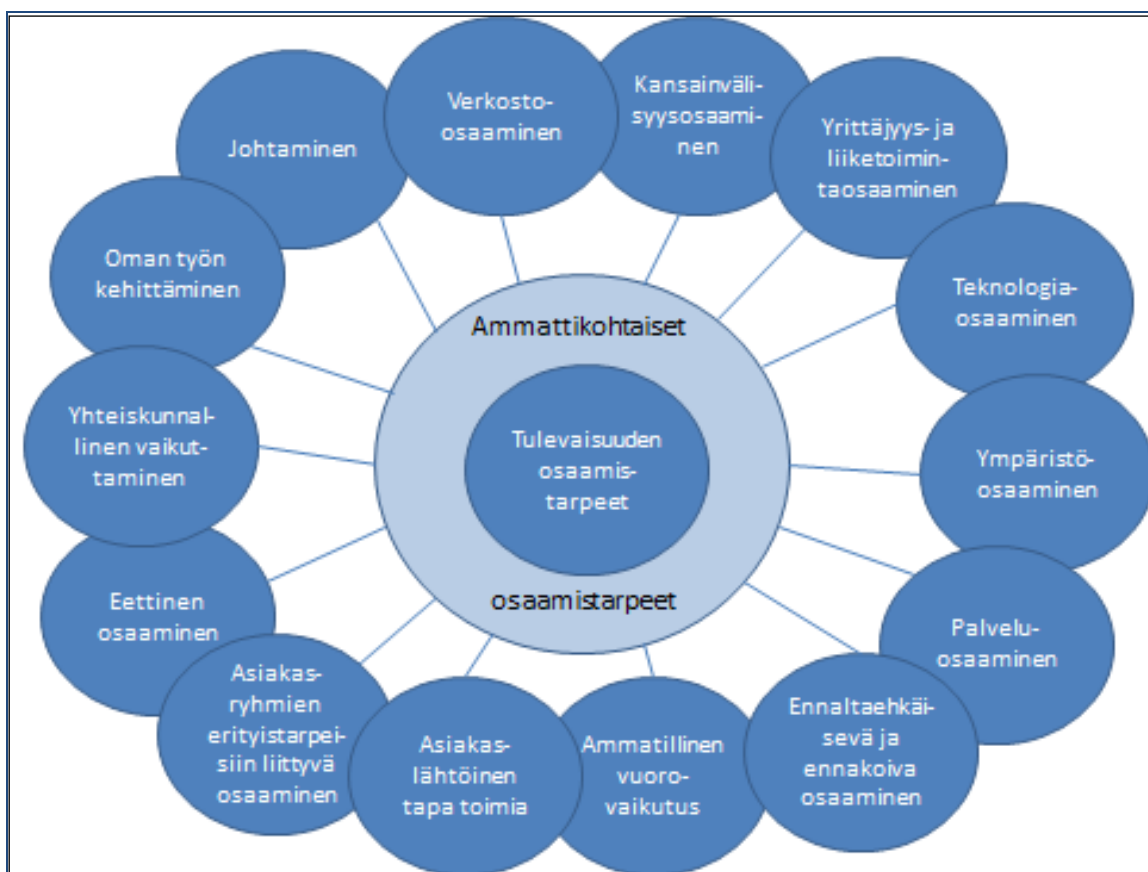 Verkosto-
osaaminen
Kansainväli-
syysosaami-
nen
Yrittäjyys- ja
liiketoimin-
taosaaminen
Teknologia-
osaaminen
Ympäristö-
osaaminen
Palvelu-
osaaminen
Ennaltaehkäi-
sevä ja
ennakoiva
osaaminen
Ammatillinen
vuoro-
vaikutus
Asiakas-
lähtöinen
tapa toimia
Asiakas-
ryhmien
erityistarpei-
siin liittyvä
osaaminen
Eettinen
osaaminen
Yhteiskunnal-
linen vaikut-
taminen
Oman työn
kehittäminen
Johtaminen
Ammattikohtaiset
Tulevaisuuden
osaamis-
tarpeet
osaamistarpeet